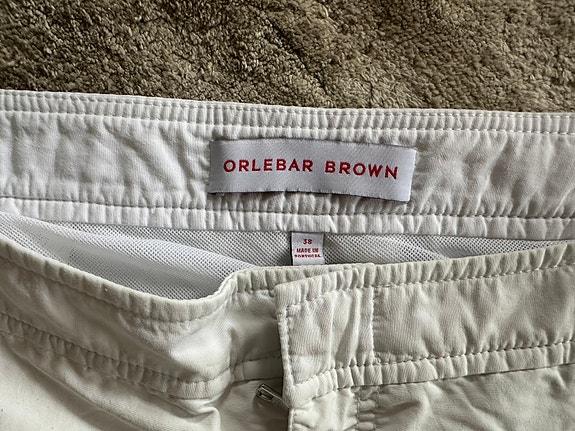 ORLEBAR BROWN
38
MADE IN
PORTUGAL